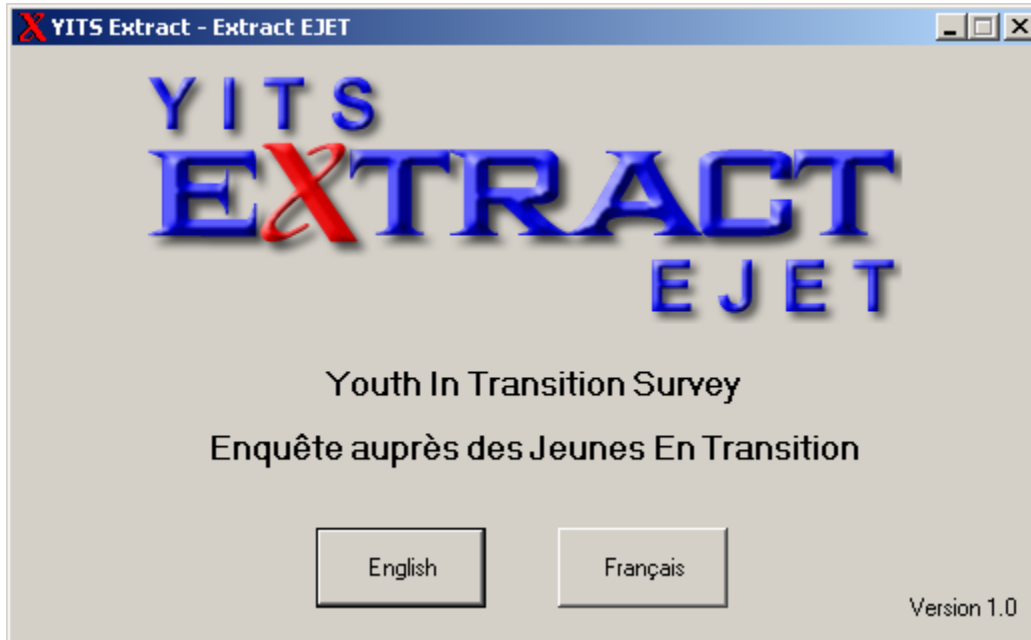 YITS Extract - Extract EJET
YITS
EXTRACT
EJET
Youth In Transition Survey
Enquête auprès des Jeunes En Transition
English
Français
Version 1.0